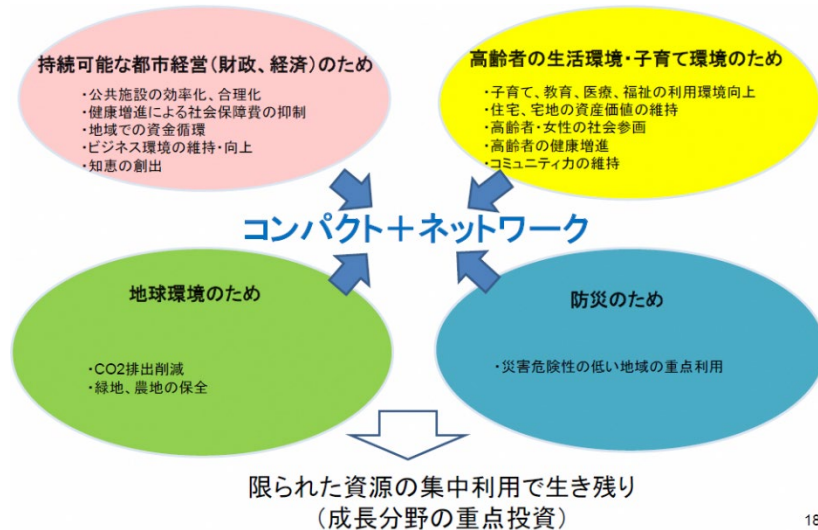 持続可能な都市経営(財政、経済)のため
・公共施設の効率化、合理化
・健康増進による社会保障費の抑制
・地域での資金循環
・ビジネス環境の維持・向上
・知恵の創出
高齢者の生活環境・子育て環境のため
・子育て、教育、医療、福祉の利用環境向上
・住宅、宅地の資産価値の維持
・高齢者・女性の社会参画
・高齢者の健康増進
・コミュニティ力の維持
コンパクト＋ネットワーク
地球環境のため
・CO2排出削減
・緑地、農地の保全
防災のため
・災害危険性の低い地域の重点利用
限られた資源の集中利用で生き残り
(成長分野の重点投資)
18